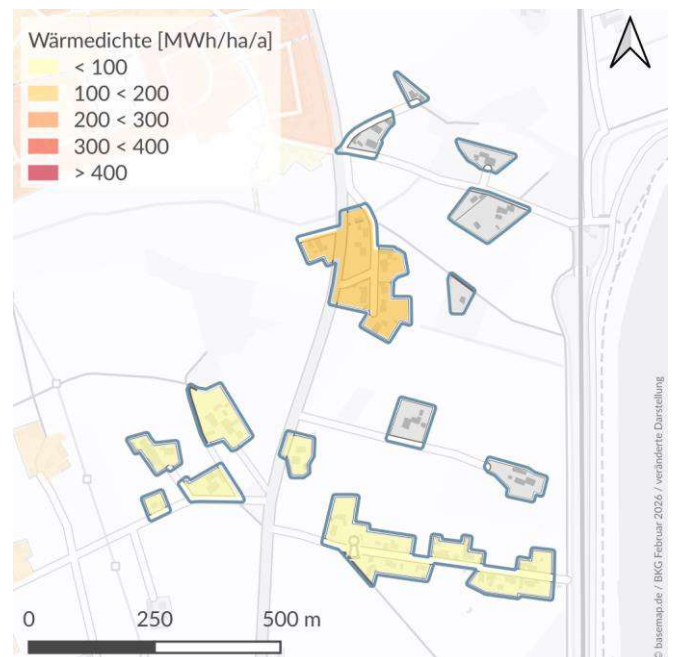 Wärmedichte [MWh/ha/a]
< 100
100 < 200
200 < 300
300 < 400
> 400
© basemap.de / BKG Februar 2026 / veränderte Darstellung
0 250 500 m